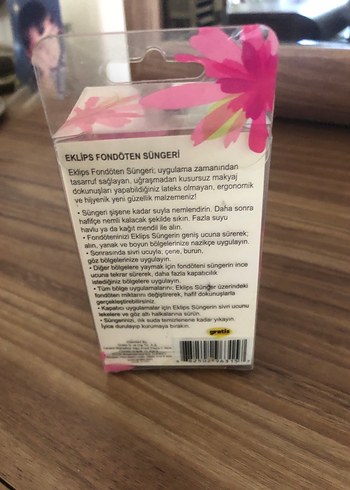 EKLİPS FONDÖTEN SÜNGERİ
Eklips Fondöten Süngeri; uygulama zamanından
tasarruf sağlayan, uğraşmadan kusursuz makyaj
dokunuşları yapabildiğiniz lateks olmayan, ergonomik
ve hijyenik yeni güzellik malzemeniz!
• Süngeri şişene kadar suyla nemlendirin. Daha sonra
hafifçe nemli kalacak şekilde sıkın. Fazla suyu
havlu ya da kağıt mendil ile alın.
• Fondöteninizi Eklips Süngerin geniş ucuna sürerek;
alın, yanak ve boyun bölgelerinize nazikçe uygulayın.
• Sonrasında sivri ucuyla; çene, burun,
göz bölgelerinize uygulayın.
• Diğer bölgelere yaymak için fondöteni süngerin ince
ucuna tekrar sürerek, daha fazla kapatıcılık
istediğiniz bölgelere uygulayın.
• Tüm bölge uygulamalarını; Eklips Sünger üzerindeki
fondöten miktarını değiştirerek, hafif dokunuşlarla
gerçekleştirebilirsiniz.
• Kapatıcı uygulamalar için Eklips Süngerin sivri ucunu
lekelere ve göz altı halkalarına sürün.
• Süngerinizi, ılık suda temizlenene kadar yıkayın.
İyice durulayıp kurumaya bırakın.
gratis